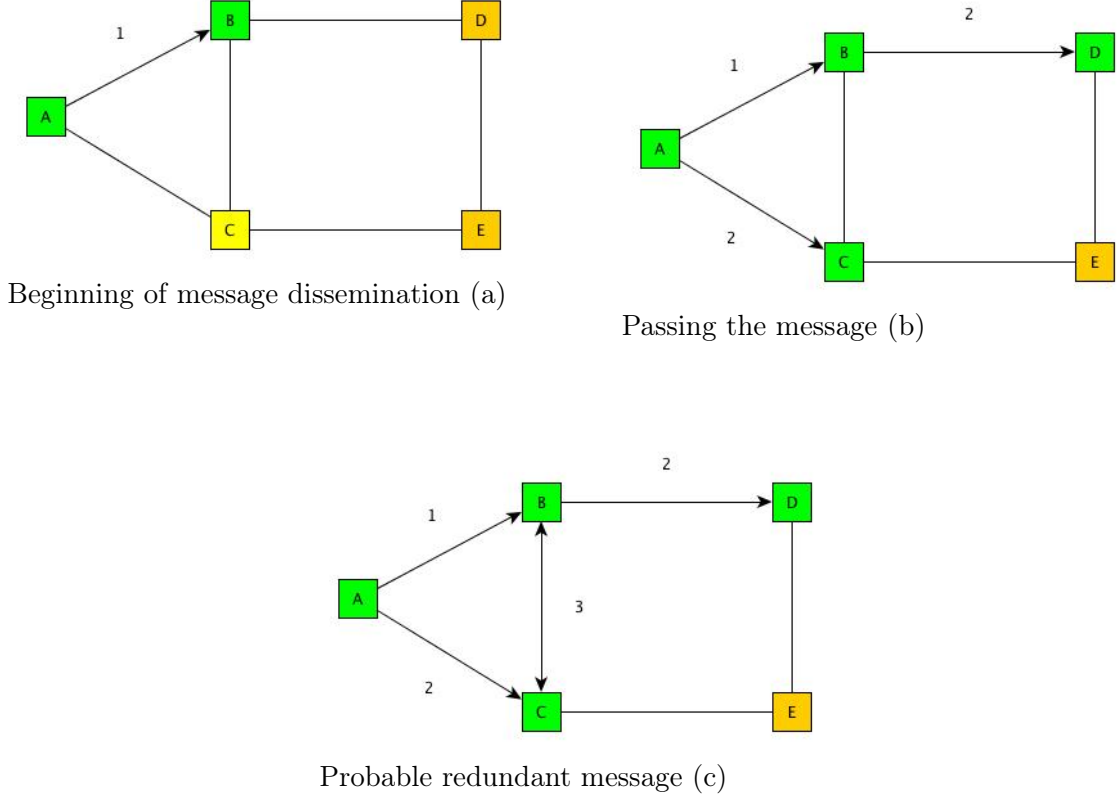 B
D
1
A
C
E
Beginning of message dissemination (a)
2
B
D
1
A
2
C
E
Passing the message (b)
2
B
D
1
A
3
2
C
E
Probable redundant message (c)